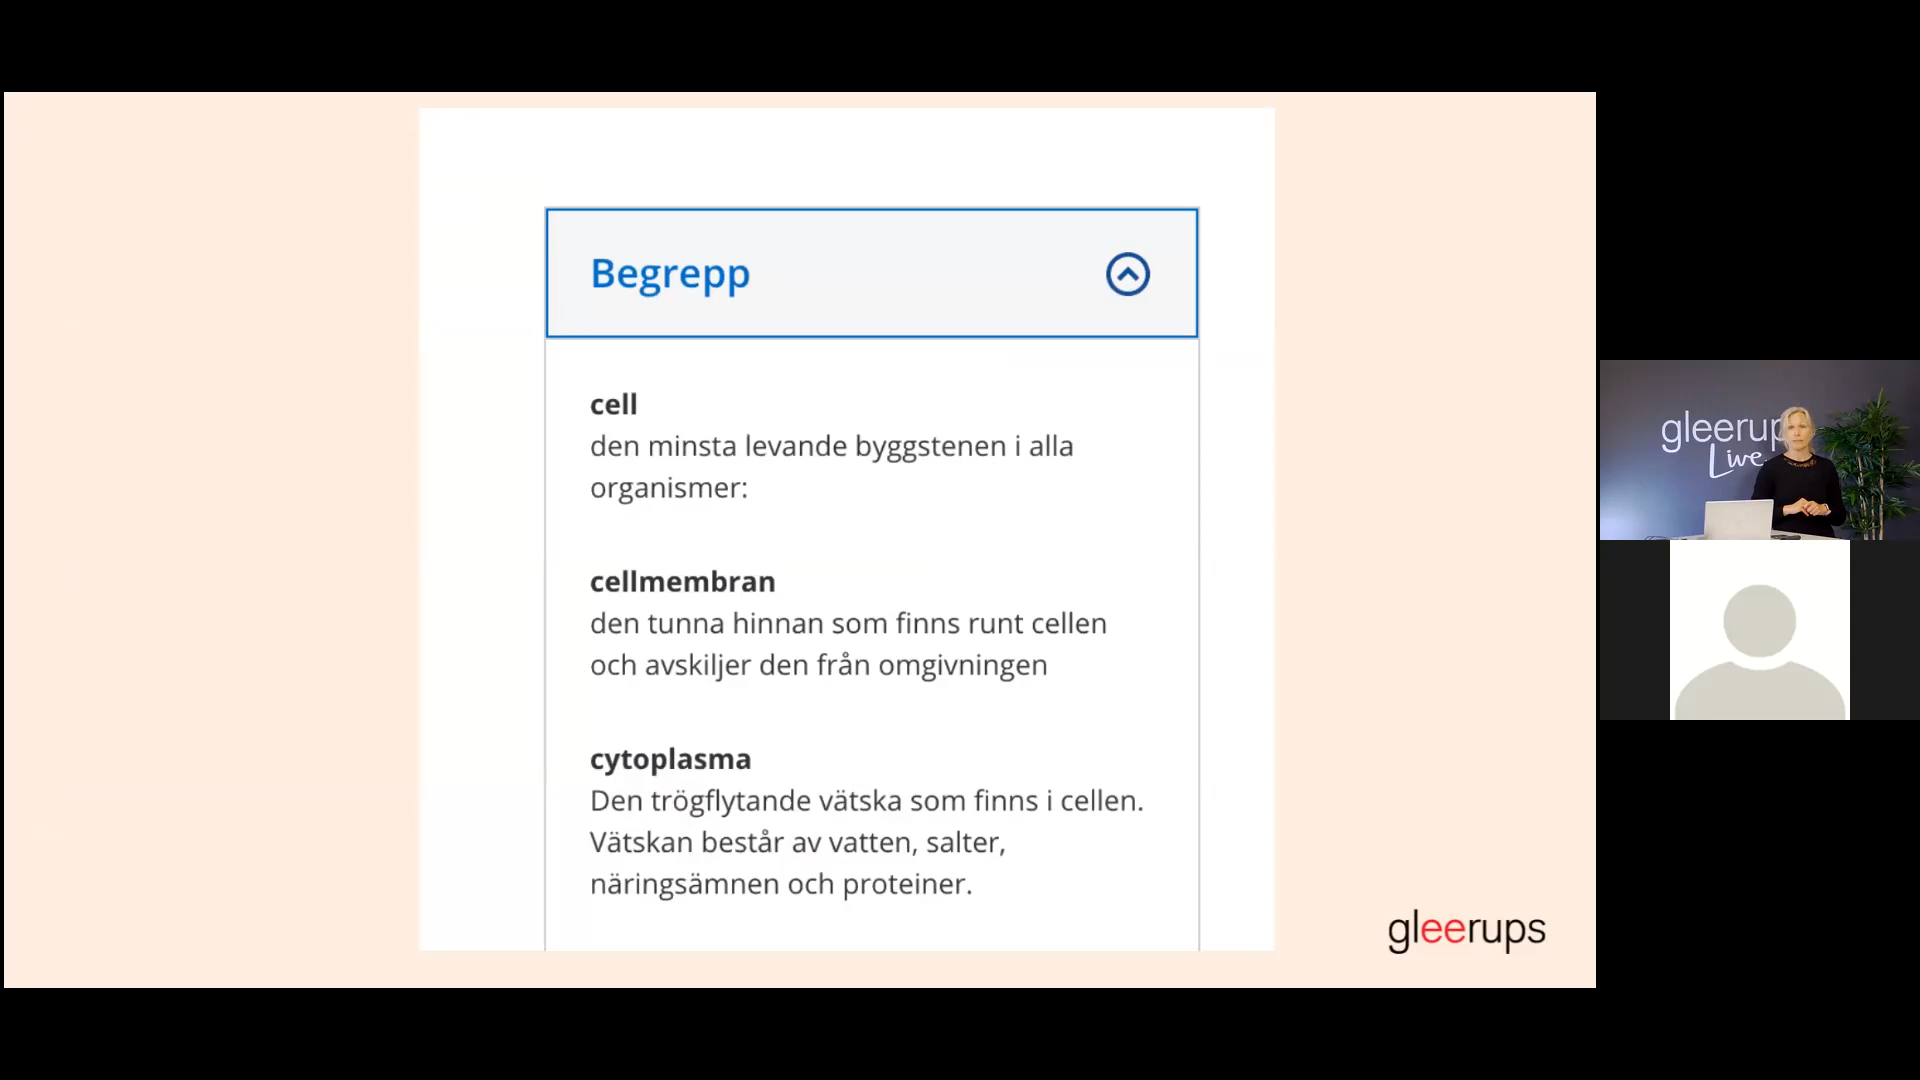 Begrepp
cell
den minsta levande byggstenen i alla
organismer:
cellmembran
den tunna hinnan som finns runt cellen
och avskiljer den från omgivningen
cytoplasma
Den trögflytande vätska som finns i cellen.
Vätskan består av vatten, salter,
näringsämnen och proteiner.
gleerups
gleerup
Live